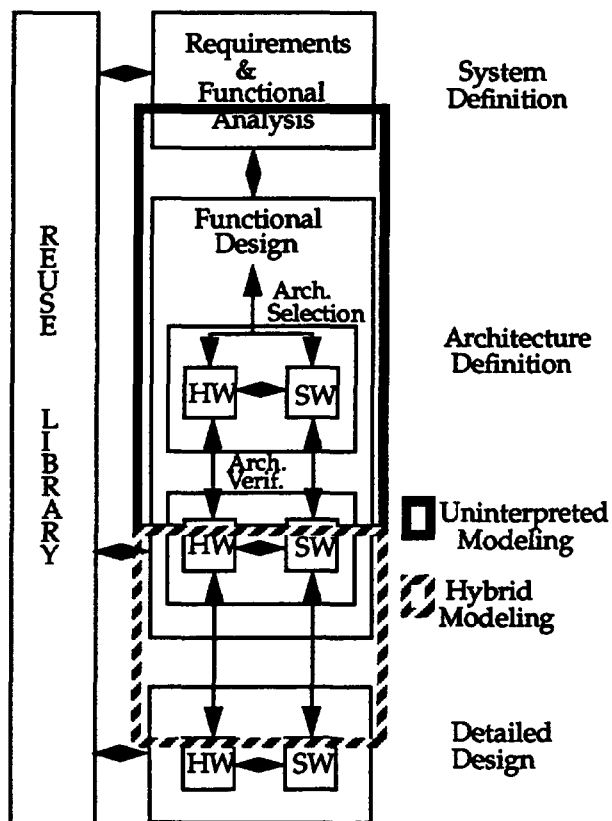 Requirements
&
Functional
Analysis
System
Definition
REUSE LIBRARY
Functional
Design
Arch.
Selection
HW
SW
Architecture
Definition
Arch.
Verif.
HW
SW
Uninterpreted
Modeling
Hybrid
Modeling
HW
SW
Detailed
Design